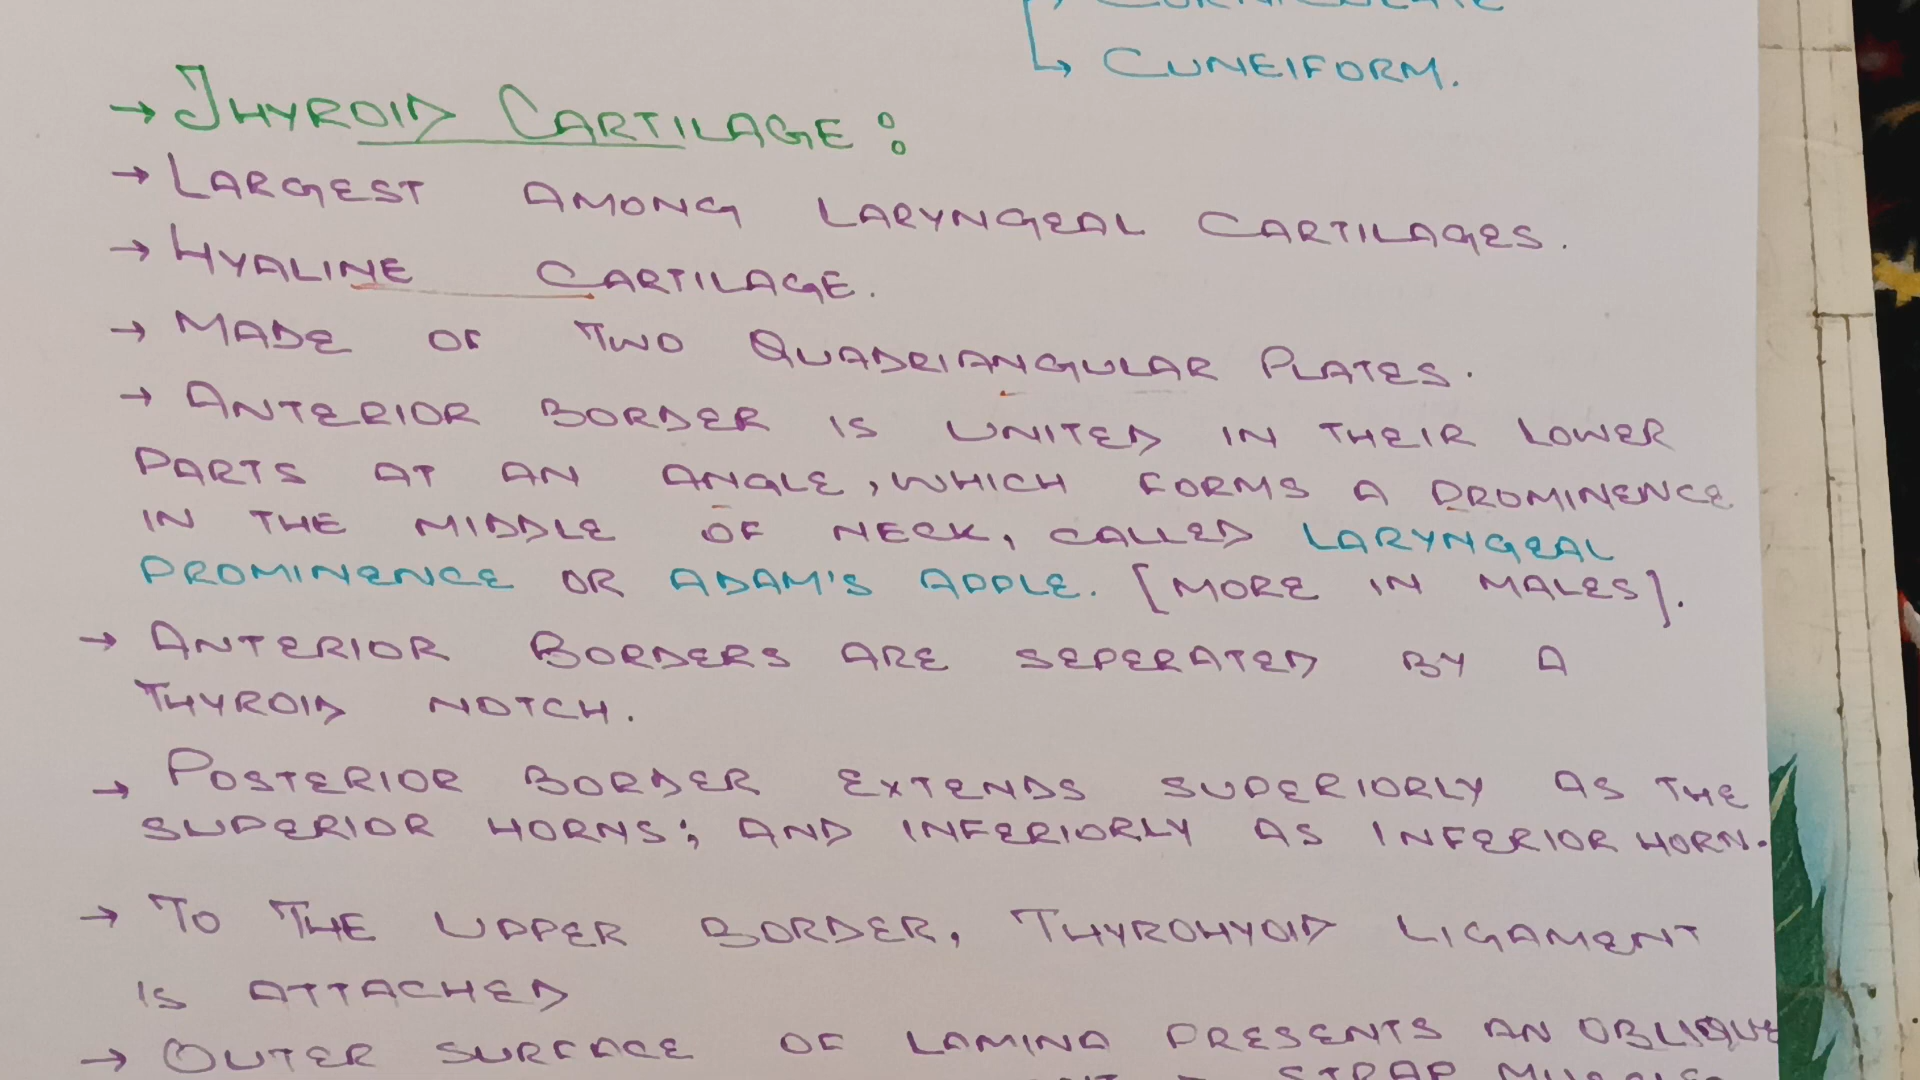 ↳ CUNEIFORM.
→ THYROID CARTILAGE:
→ LARGEST AMONG LARYNGEAL CARTILAGES.
→ HYALINE CARTILAGE.
→ MADE OF TWO QUADRIANGULAR PLATES.
→ ANTERIOR BORDER IS UNITED IN THEIR LOWER
PARTS AT AN ANGLE, WHICH FORMS A PROMINENCE
IN THE MIDDLE OF NECK, CALLED LARYNGEAL
PROMINENCE OR ADAM'S APPLE. [MORE IN MALES].
→ ANTERIOR BORDERS ARE SEPERATED BY A
THYROID NOTCH.
→ POSTERIOR BORDER EXTENDS SUPERIORLY AS THE
SUPERIOR HORNS; AND INFERIORLY AS INFERIOR HORN.
→ TO THE UPPER BORDER, THYROHYOID LIGAMENT
IS ATTACHED
→ OUTER SURFACE OF LAMINA PRESENTS AN OBLIQUE
STRAP